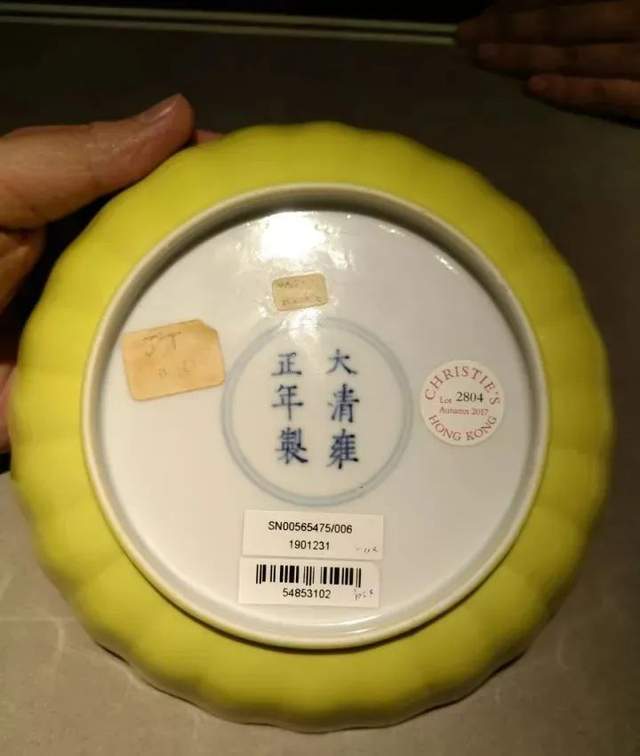 大清雍
正年製
CHRISTIE'S
Lot 2804
Autumn 2017
HONG KONG
SN00565475/006
1901231
54853102